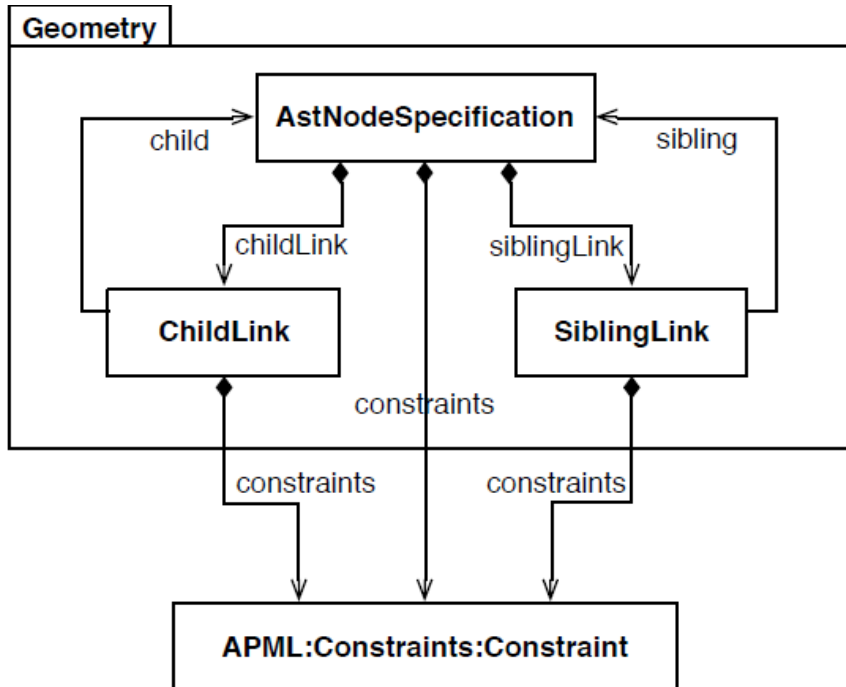 Geometry
AstNodeSpecification
child
sibling
childLink
siblingLink
ChildLink
SiblingLink
constraints
constraints
constraints
APML:Constraints:Constraint